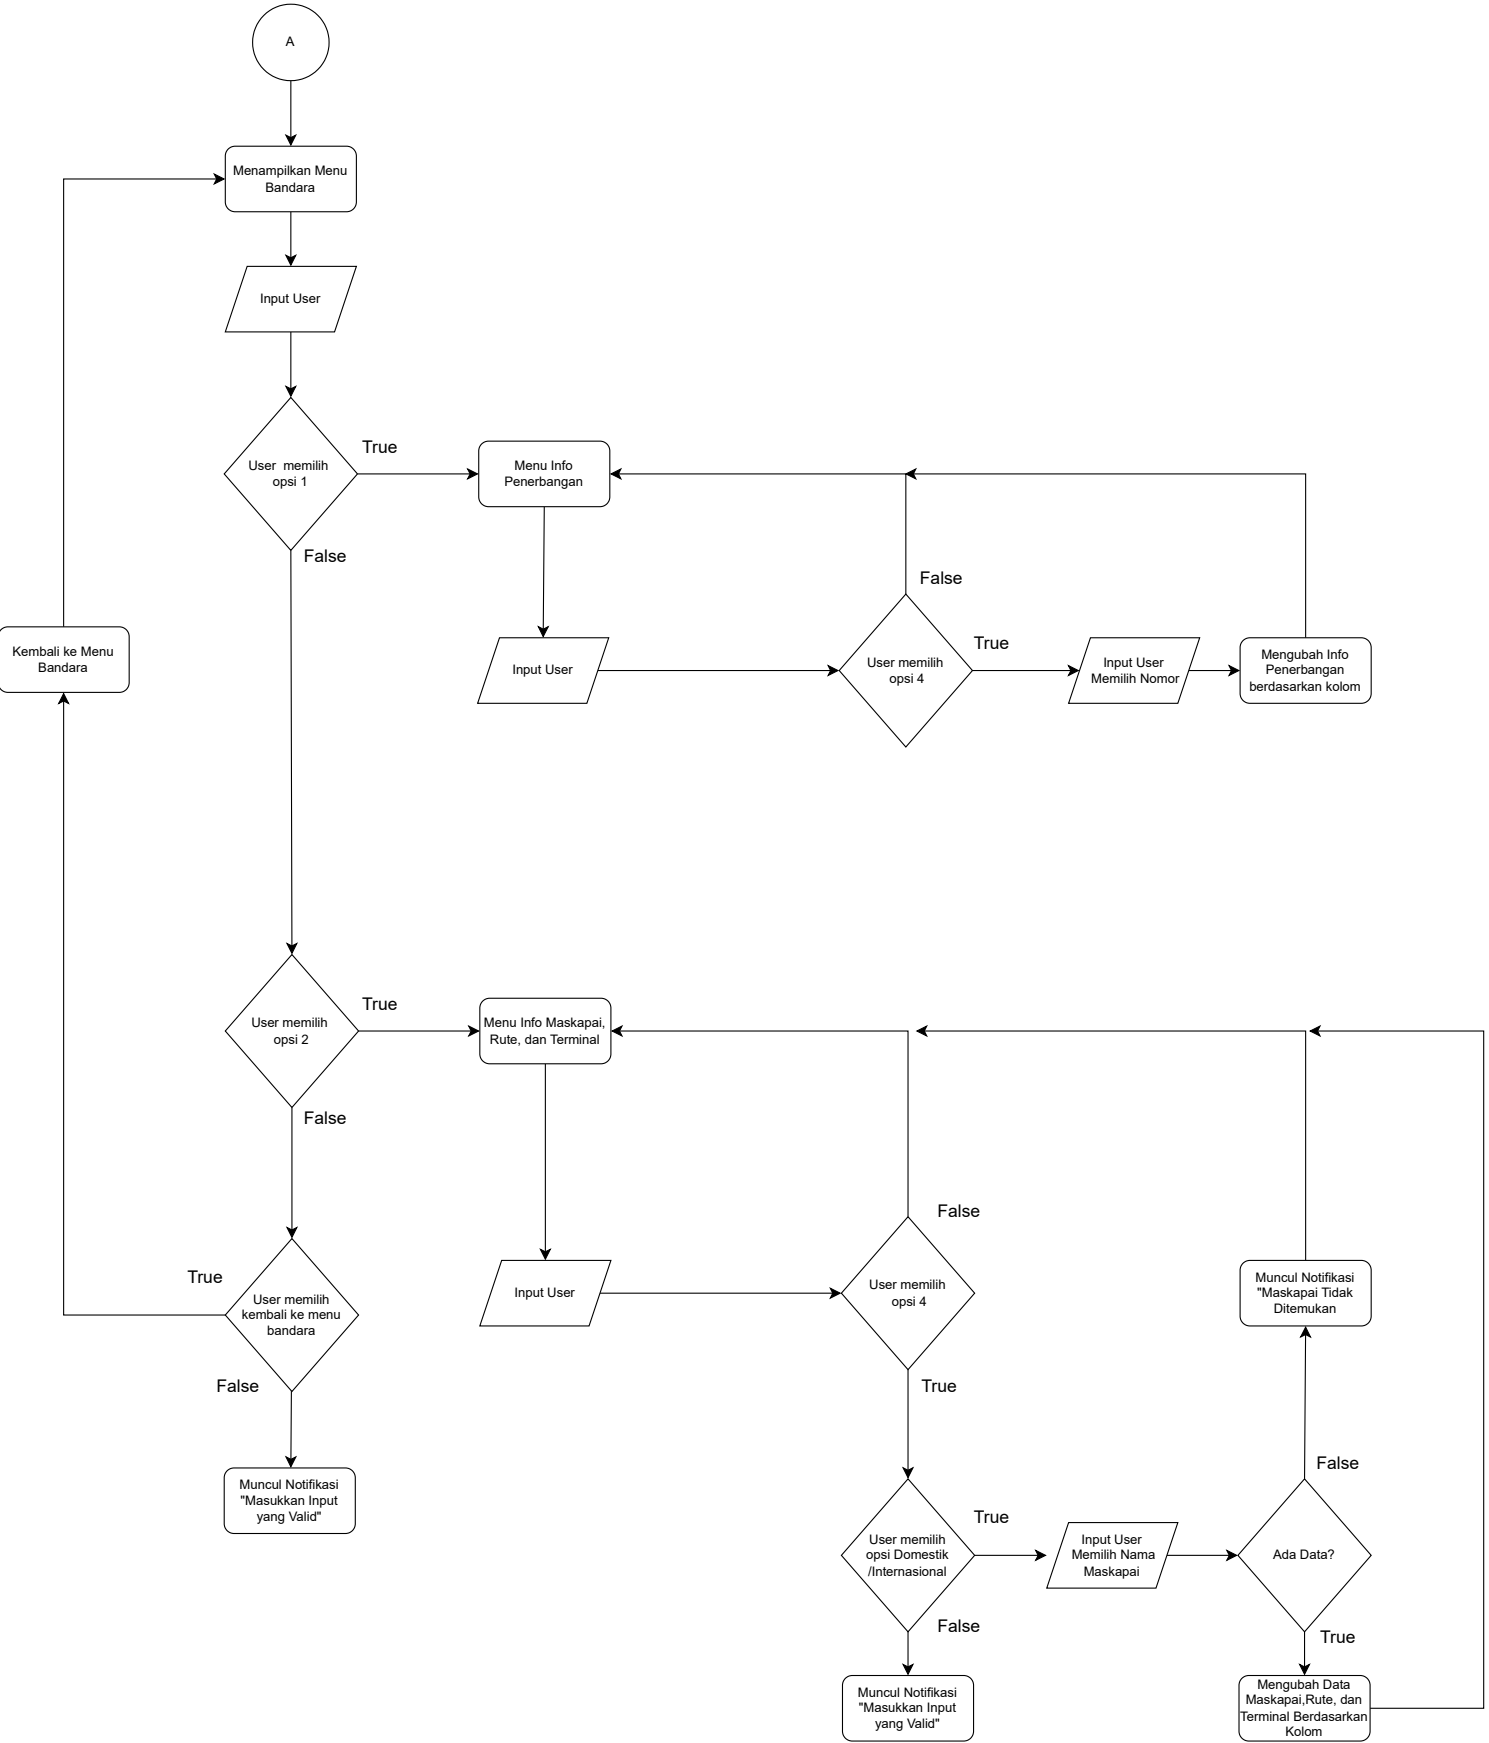 A
Menampilkan Menu
Bandara
Input User
User memilih
opsi 1
True
False
Menu Info
Penerbangan
Input User
User memilih
opsi 4
False
True
Input User
Memilih Nomor
Mengubah Info
Penerbangan
berdasarkan kolom
Kembali ke Menu
Bandara
User memilih
opsi 2
True
False
Menu Info Maskapai,
Rute, dan Terminal
Input User
User memilih
opsi 4
False
True
User memilih
kembali ke menu
bandara
True
False
Muncul Notifikasi
"Masukkan Input
yang Valid"
User memilih
opsi Domestik
/Internasional
True
False
Muncul Notifikasi
"Masukkan Input
yang Valid"
Input User
Memilih Nama
Maskapai
Ada Data?
False
True
Muncul Notifikasi
"Maskapai Tidak
Ditemukan
Mengubah Data
Maskapai,Rute, dan
Terminal Berdasarkan
Kolom